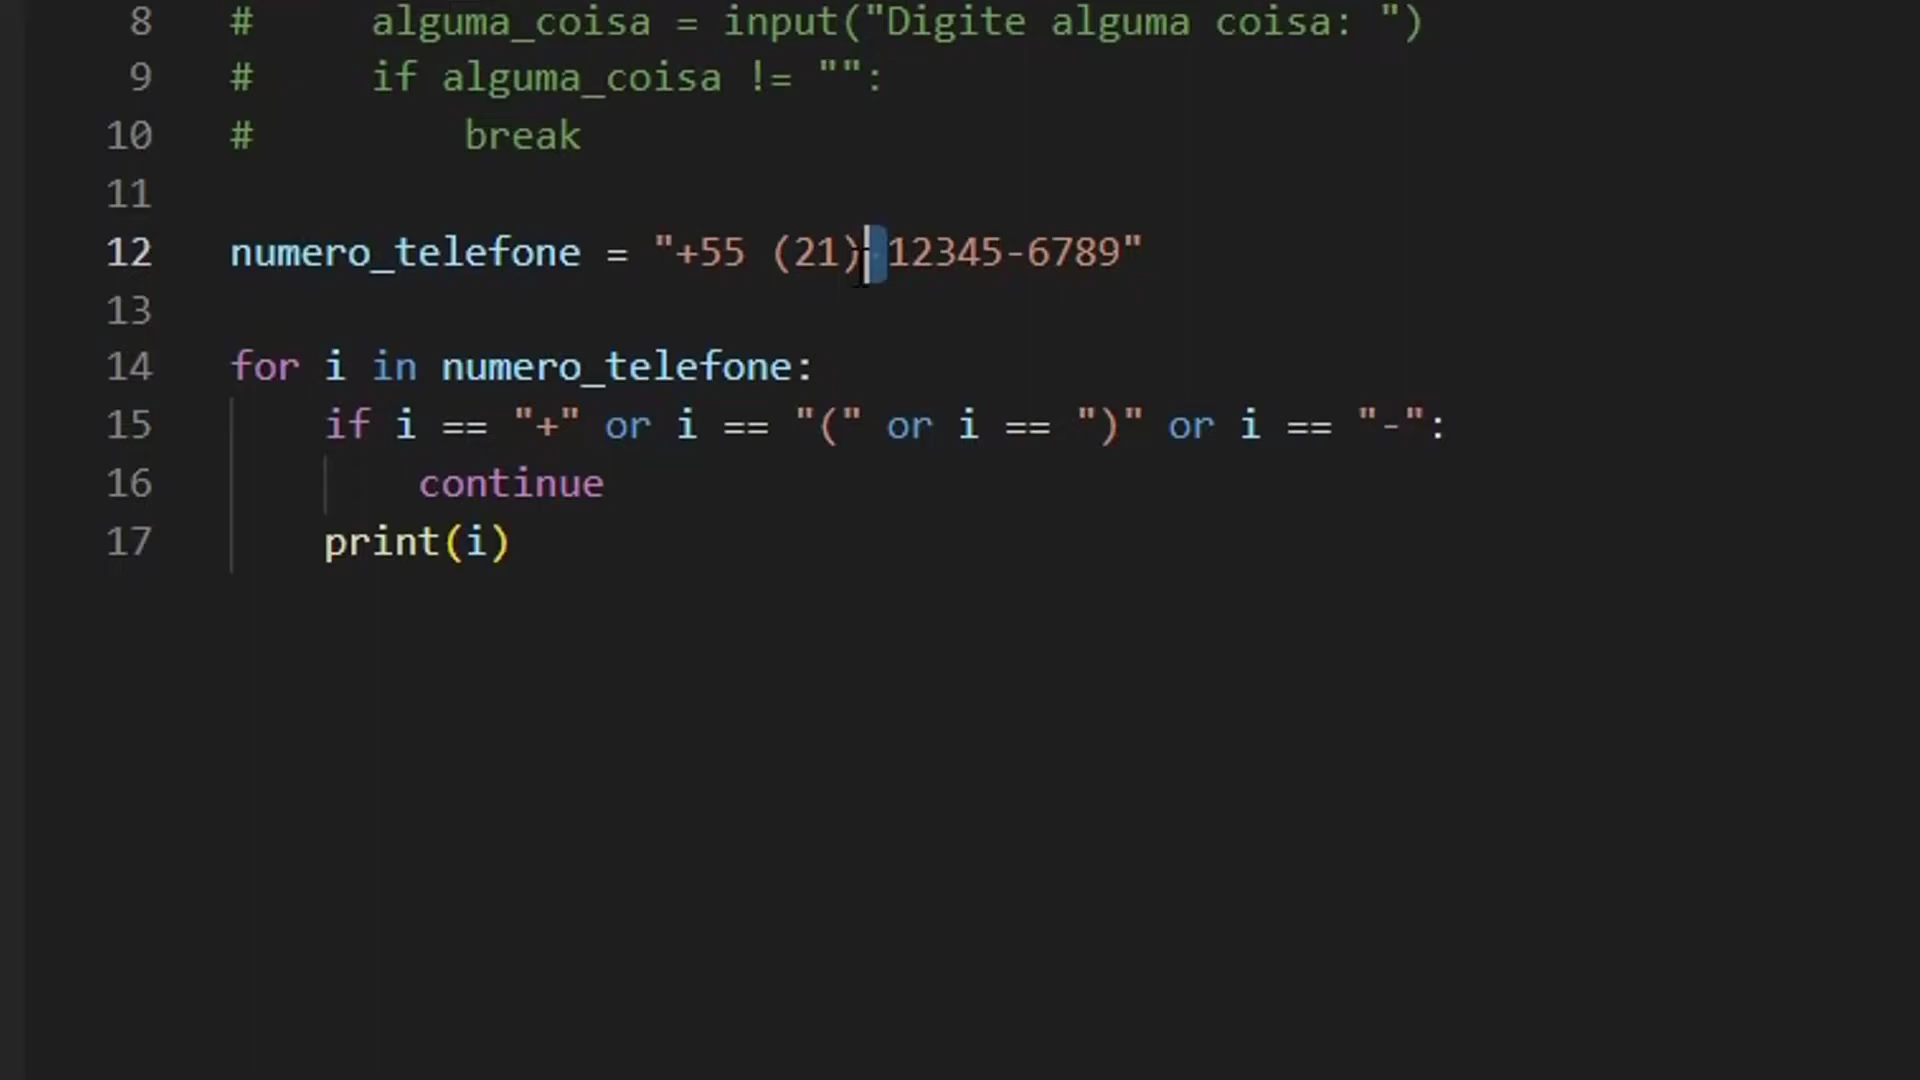 8 #     alguma_coisa = input("Digite alguma coisa: ")
9 #     if alguma_coisa != "":
10 #         break
11
12 numero_telefone = "+55 (21) 12345-6789"
13
14 for i in numero_telefone:
15     if i == "+" or i == "(" or i == ")" or i == "-":
16         continue
17     print(i)